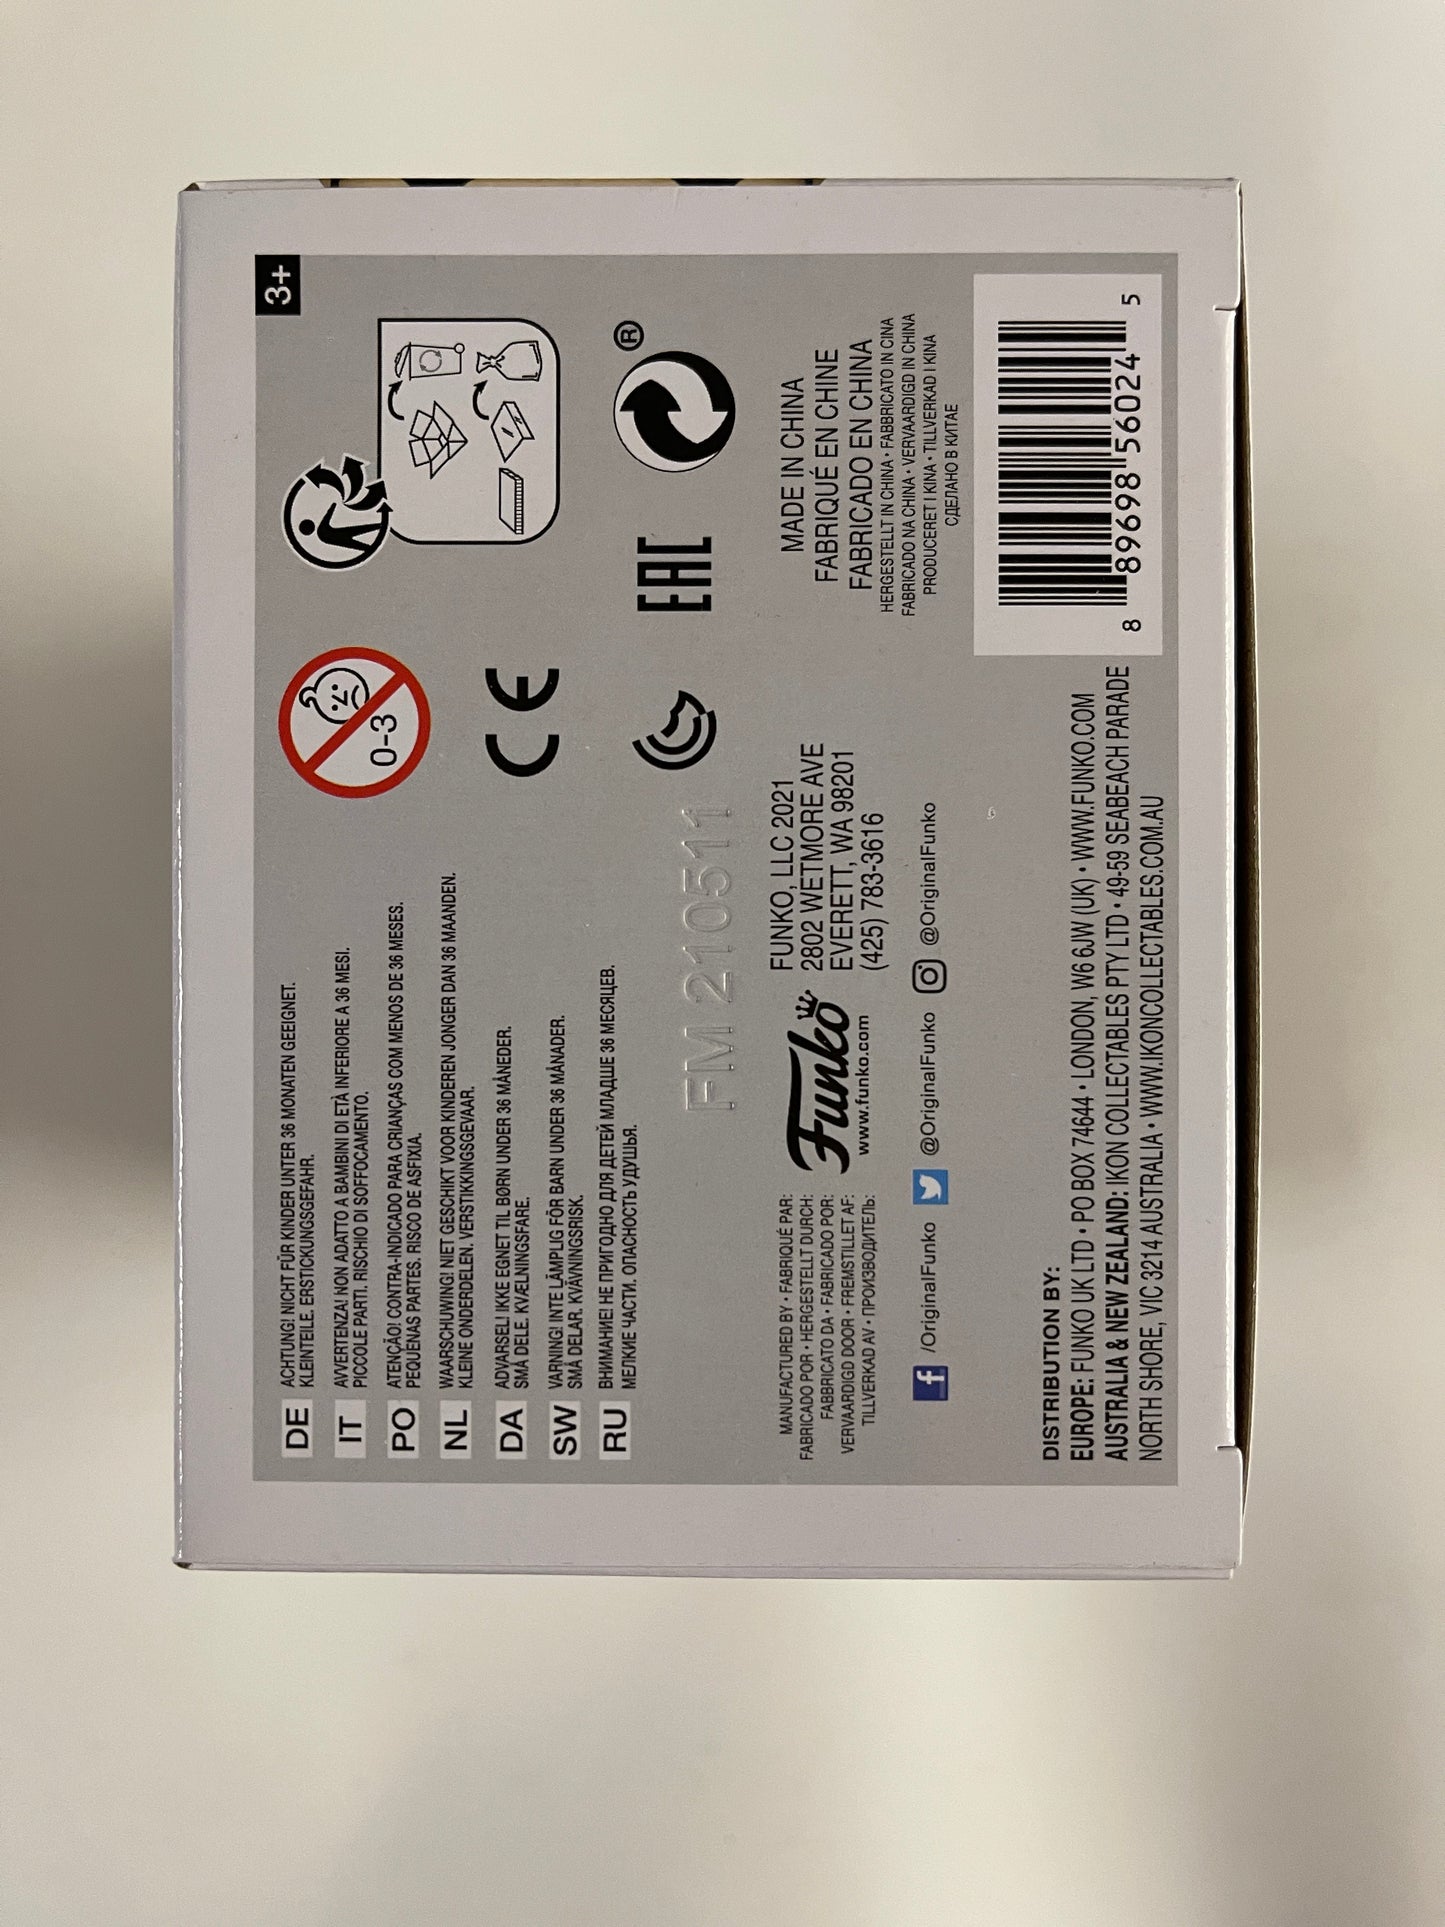 DE
ACHTUNG! NICHT FÜR KINDER UNTER 36 MONATEN GEEIGNET.
KLEINTEILE. ERSTICKUNGSGEFAHR.
IT
AVVERTENZA! NON ADATTO A BAMBINI DI ETÀ INFERIORE A 36 MESI.
PICCOLE PARTI. RISCHIO DI SOFFOCAMENTO.
PO
ATENÇÃO! CONTRA-INDICADO PARA CRIANÇAS COM MENOS DE 36 MESES.
PEQUENAS PARTES. RISCO DE ASFIXIA.
NL
WAARSCHUWING! NIET GESCHIKT VOOR KINDEREN JONGER DAN 36 MAANDEN.
KLEINE ONDERDELEN. VERSTIKKINGSGEVAAR.
DA
ADVARSEL! IKKE EGNET TIL BØRN UNDER 36 MÅNEDER.
SMÅ DELE. KVÆLNINGSFARE.
SW
VARNING! INTE LÄMPLIG FÖR BARN UNDER 36 MÅNADER.
SMÅ DELAR. KVÄVNINGSRISK.
RU
ВНИМАНИЕ! НЕ ПРИГОДНО ДЛЯ ДЕТЕЙ МЛАДШЕ 36 МЕСЯЦЕВ.
МЕЛКИЕ ЧАСТИ. ОПАСНОСТЬ УДУШЬЯ.
3+
0-3
CE
EAC
®
FM 210511
MANUFACTURED BY • FABRIQUÉ PAR:
FABRICADO POR • HERGESTELLT DURCH:
FABBRICATO DA • FABRICADO POR:
VERVAARDIGD DOOR • FREMSTILLET AF:
TILLVERKAD AV • ПРОИЗВОДИТЕЛЬ:
Funko
www.funko.com
FUNKO, LLC 2021
2802 WETMORE AVE
EVERETT, WA 98201
(425) 783-3616
f /OriginalFunko @OriginalFunko @OriginalFunko
MADE IN CHINA
FABRIQUÉ EN CHINE
FABRICADO EN CHINA
HERGESTELLT IN CHINA • FABBRICATO IN CINA
FABRICADO NA CHINA • VERVAARDIGD IN CHINA
PRODUCERET I KINA • TILLVERKAD I KINA
СДЕЛАНО В КИТАЕ
DISTRIBUTION BY:
EUROPE: FUNKO UK LTD • PO BOX 74644 • LONDON, W6 6JW (UK) • WWW.FUNKO.COM
AUSTRALIA & NEW ZEALAND: IKON COLLECTABLES PTY LTD • 49-59 SEABEACH PARADE
NORTH SHORE, VIC 3214 AUSTRALIA • WWW.IKONCOLLECTABLES.COM.AU
8 89698 56024 5